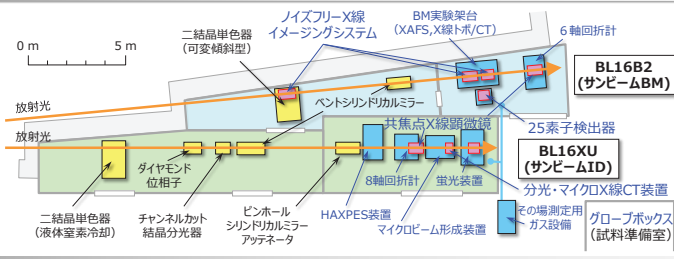 0 m
5 m
二結晶単色器
(可変傾斜型)
ノイズフリーX線
イメージングシステム
BM実験架台
(XAFS,X線トポ/CT)
6軸回折計
BL16B2
(サンビームBM)
放射光
ベントシリンドリカルミラー
25素子検出器
放射光
共焦点X線顕微鏡
BL16XU
(サンビームID)
ダイヤモンド
位相子
8軸回折計
蛍光装置
分光・マイクロX線CT装置
二結晶単色器
(液体窒素冷却)
チャンネルカット
結晶分光器
ピンホール
シリンドリカルミラー
アッテネータ
HAXPES装置
マイクロビーム形成装置
その場測定用
ガス設備
グローブボックス
(試料準備室)